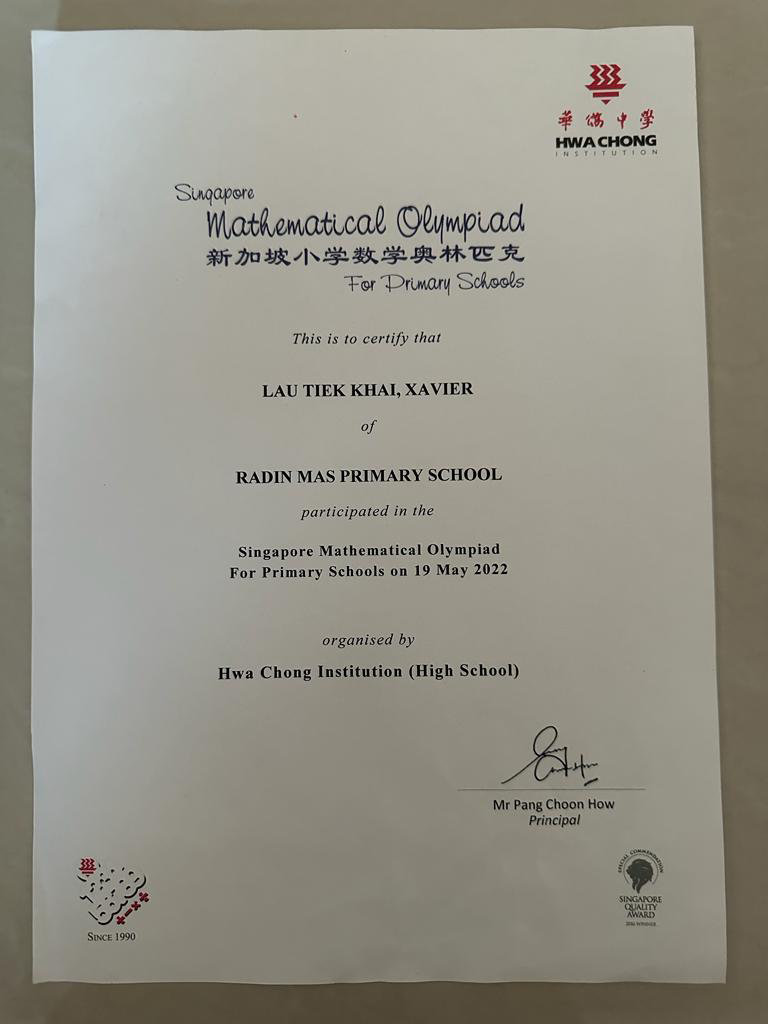 華僑中學
HWA CHONG
INSTITUTION
Singapore
Mathematical Olympiad
新加坡小学数学奥林匹克
For Primary Schools
This is to certify that
LAU TIEK KHAI, XAVIER
of
RADIN MAS PRIMARY SCHOOL
participated in the
Singapore Mathematical Olympiad
For Primary Schools on 19 May 2022
organised by
Hwa Chong Institution (High School)
Mr Pang Choon How
Principal
SINCE 1990
SPECIAL COMMENDATION
SINGAPORE
QUALITY
AWARD
2016 WINNER